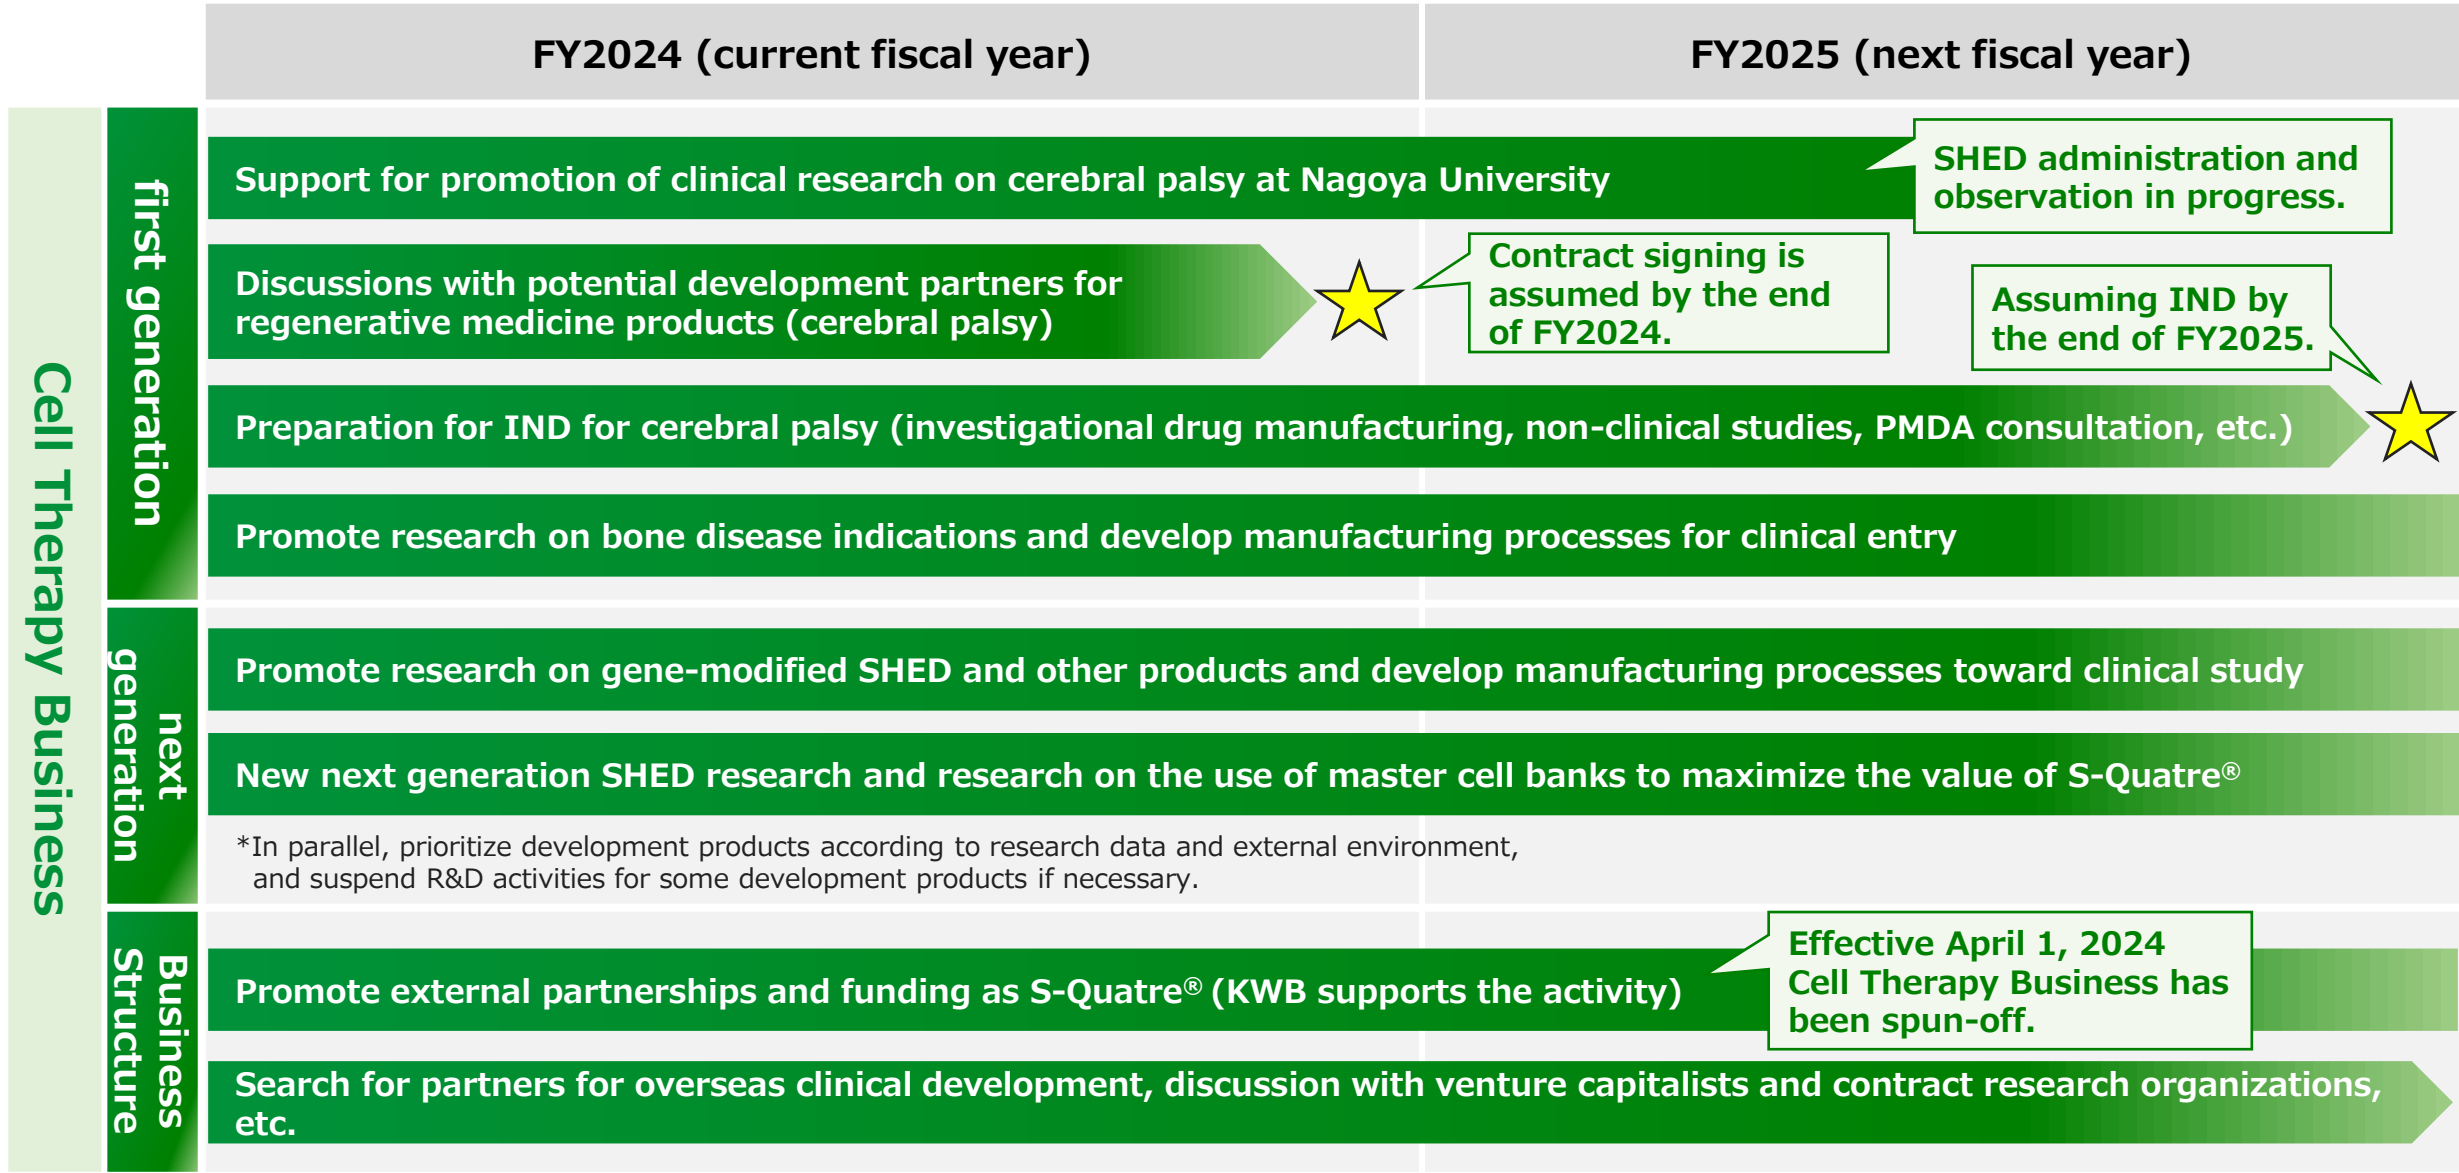 FY2024 (current fiscal year)
FY2025 (next fiscal year)
Cell Therapy Business
first generation
Support for promotion of clinical research on cerebral palsy at Nagoya University
SHED administration and
observation in progress.
Discussions with potential development partners for
regenerative medicine products (cerebral palsy)
Contract signing is
assumed by the end
of FY2024.
Assuming IND by
the end of FY2025.
Preparation for IND for cerebral palsy (investigational drug manufacturing, non-clinical studies, PMDA consultation, etc.)
Promote research on bone disease indications and develop manufacturing processes for clinical entry
next
generation
Promote research on gene-modified SHED and other products and develop manufacturing processes toward clinical study
New next generation SHED research and research on the use of master cell banks to maximize the value of S-Quatre®
*In parallel, prioritize development products according to research data and external environment,
and suspend R&D activities for some development products if necessary.
Business
Structure
Promote external partnerships and funding as S-Quatre® (KWB supports the activity)
Effective April 1, 2024
Cell Therapy Business has
been spun-off.
Search for partners for overseas clinical development, discussion with venture capitalists and contract research organizations,
etc.